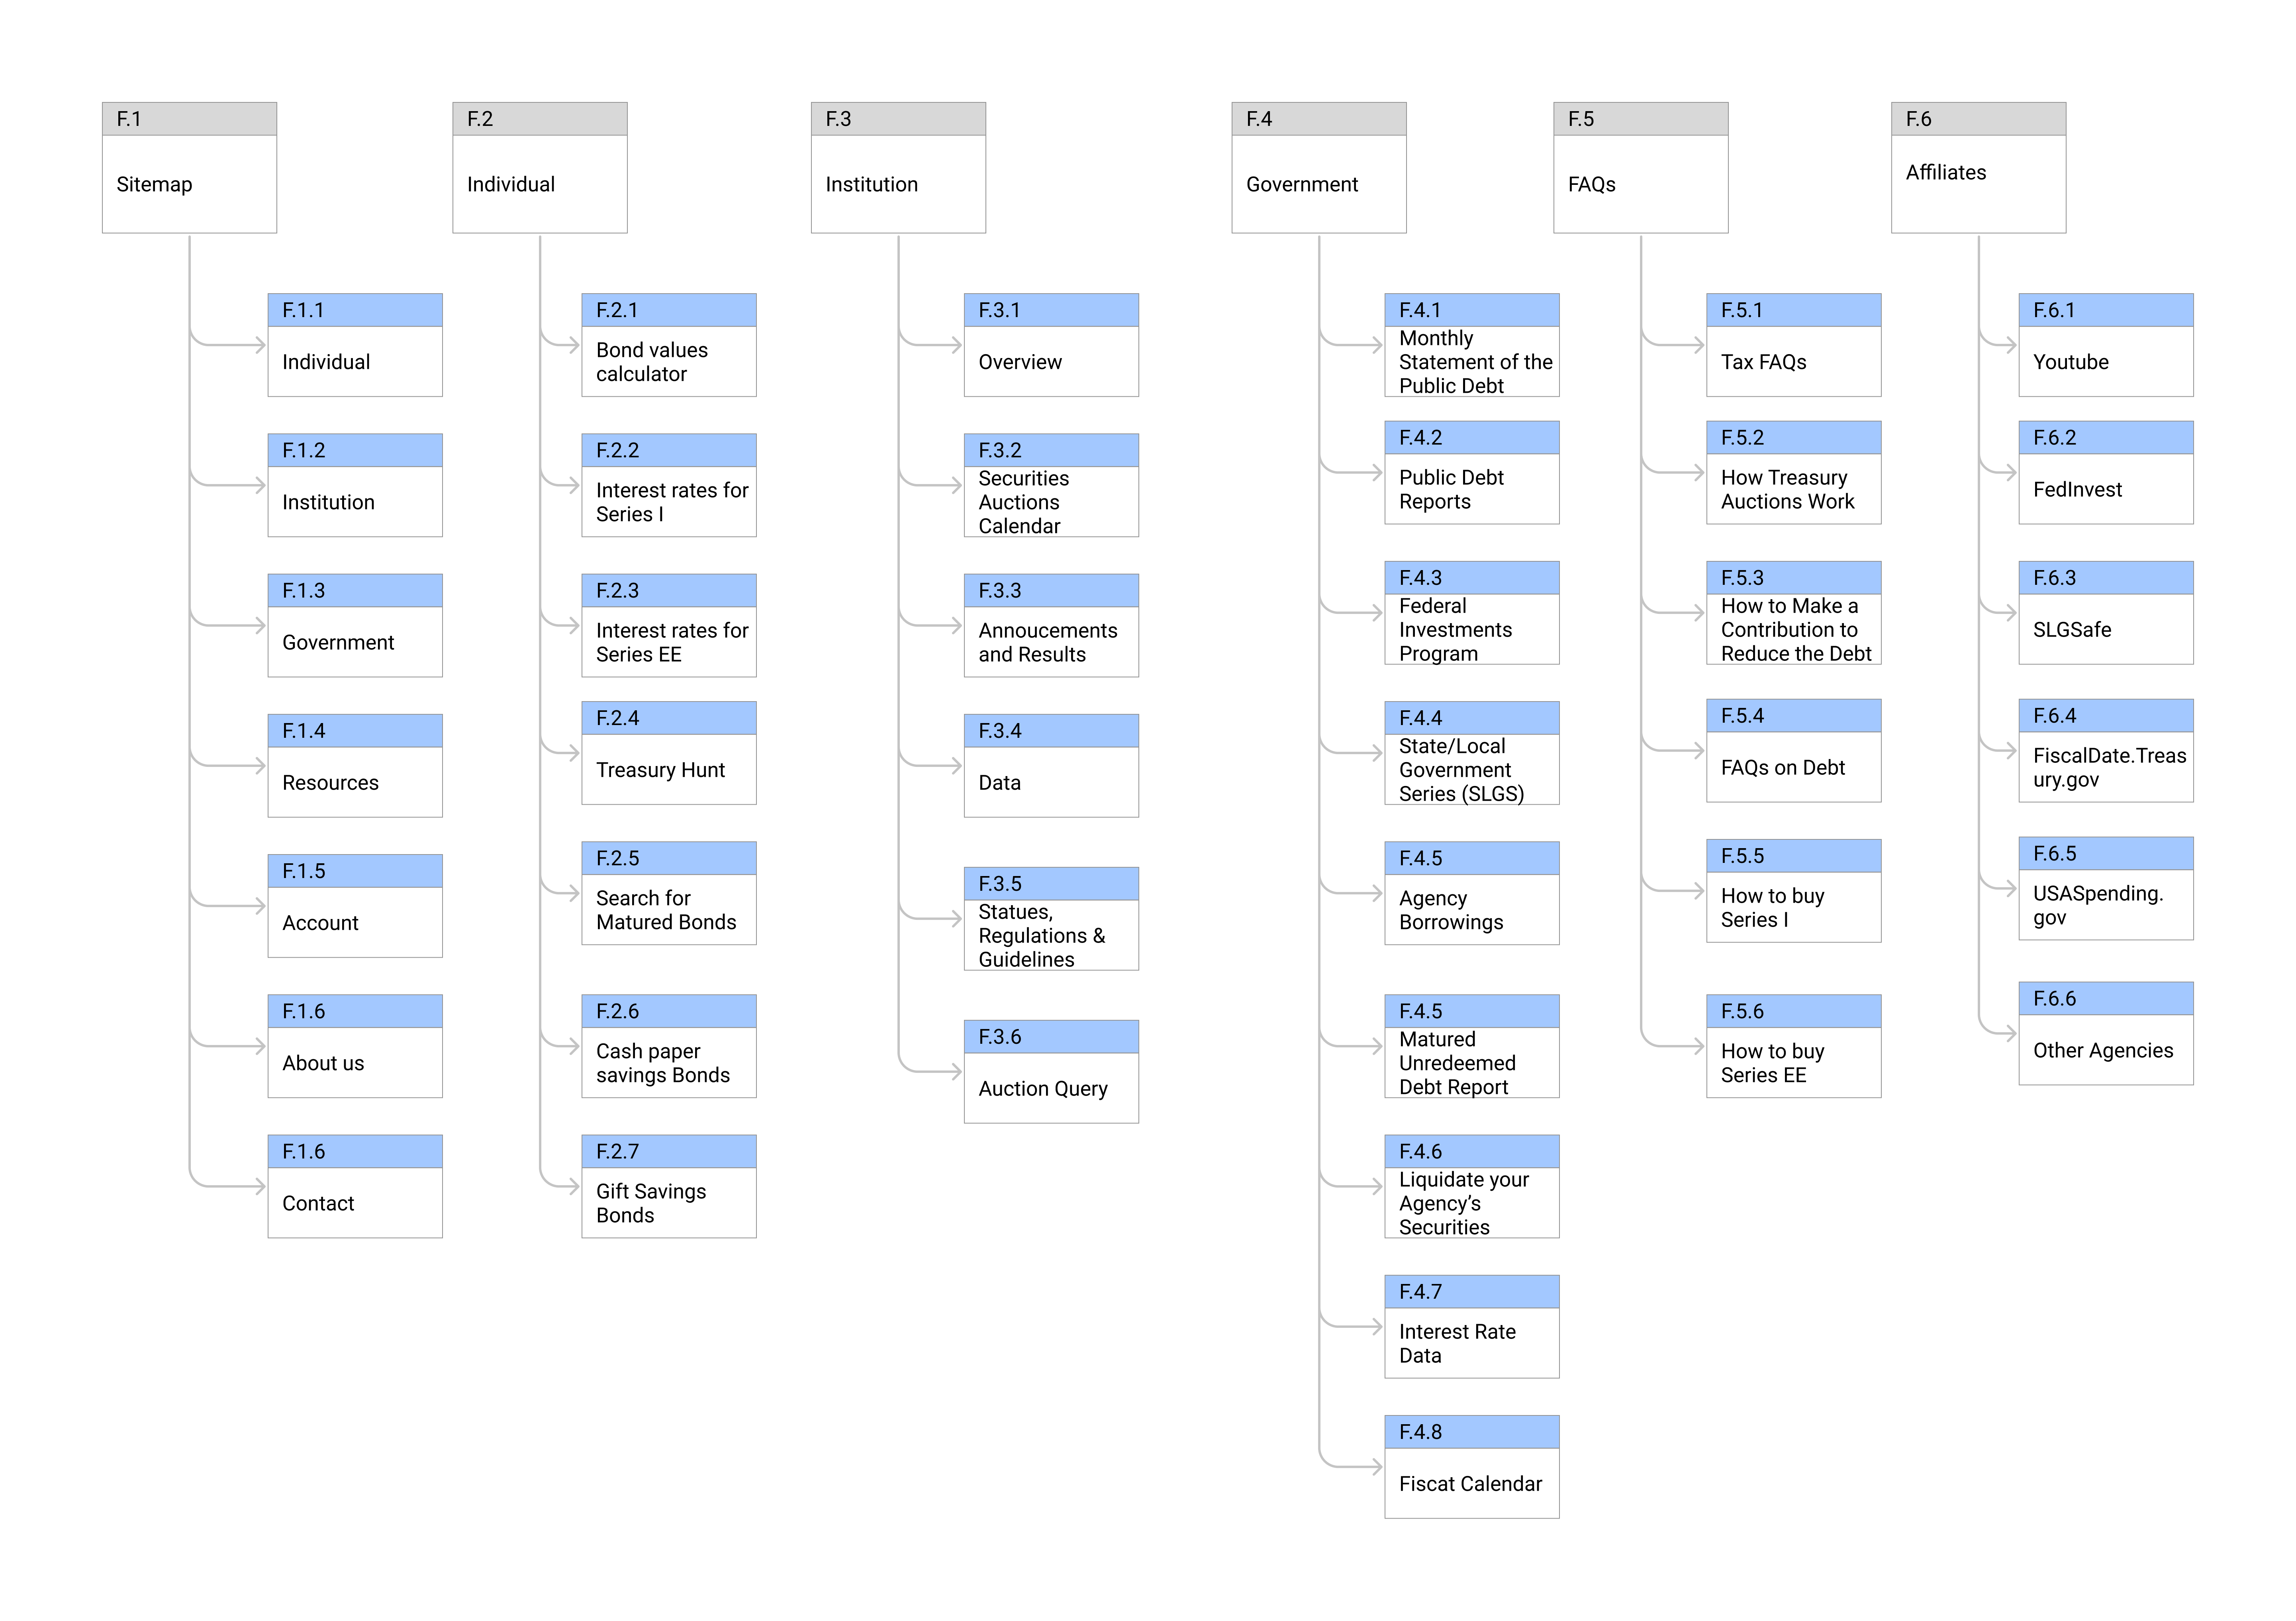 F.1
Sitemap
F.1.1
Individual
F.1.2
Institution
F.1.3
Government
F.1.4
Resources
F.1.5
Account
F.1.6
About us
F.1.6
Contact
F.2
Individual
F.2.1
Bond values
calculator
F.2.2
Interest rates for
Series I
F.2.3
Interest rates for
Series EE
F.2.4
Treasury Hunt
F.2.5
Search for
Matured Bonds
F.2.6
Cash paper
savings Bonds
F.2.7
Gift Savings
Bonds
F.3
Institution
F.3.1
Overview
F.3.2
Securities
Auctions
Calendar
F.3.3
Annoucements
and Results
F.3.4
Data
F.3.5
Statues,
Regulations &
Guidelines
F.3.6
Auction Query
F.4
Government
F.4.1
Monthly
Statement of the
Public Debt
F.4.2
Public Debt
Reports
F.4.3
Federal
Investments
Program
F.4.4
State/Local
Government
Series (SLGS)
F.4.5
Agency
Borrowings
F.4.5
Matured
Unredeemed
Debt Report
F.4.6
Liquidate your
Agency’s
Securities
F.4.7
Interest Rate
Data
F.4.8
Fiscat Calendar
F.5
FAQs
F.5.1
Tax FAQs
F.5.2
How Treasury
Auctions Work
F.5.3
How to Make a
Contribution to
Reduce the Debt
F.5.4
FAQs on Debt
F.5.5
How to buy
Series I
F.5.6
How to buy
Series EE
F.6
Affiliates
F.6.1
Youtube
F.6.2
FedInvest
F.6.3
SLGSafe
F.6.4
FiscalDate.Treas
ury.gov
F.6.5
USASpending.
gov
F.6.6
Other Agencies